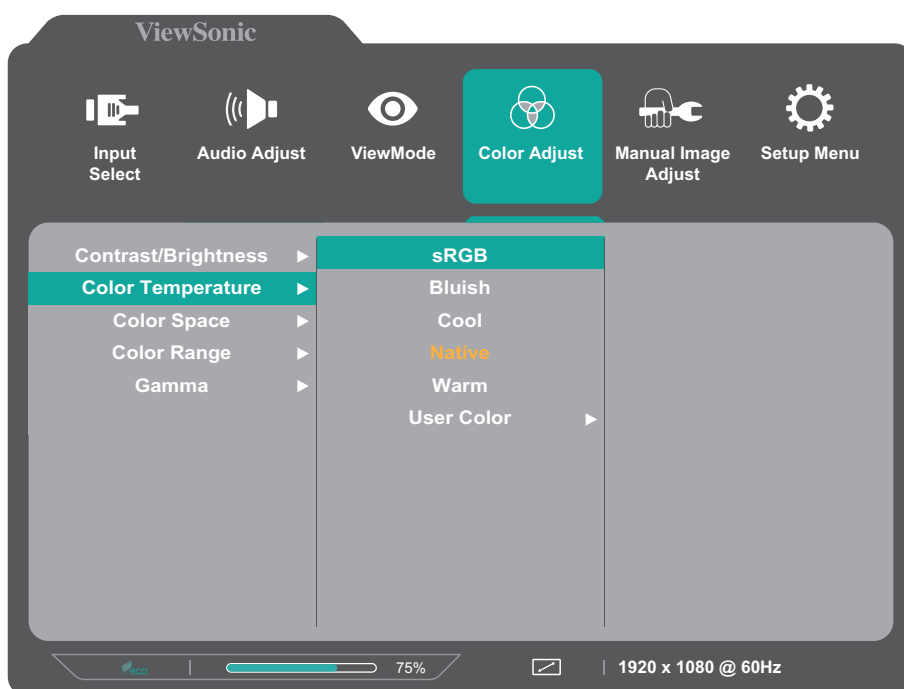 ViewSonic
Input
Select
Audio Adjust
ViewMode
Color Adjust
Manual Image
Adjust
Setup Menu
Contrast/Brightness
Color Temperature
Color Space
Color Range
Gamma
sRGB
Bluish
Cool
Native
Warm
User Color
eco
75%
1920 x 1080 @ 60Hz